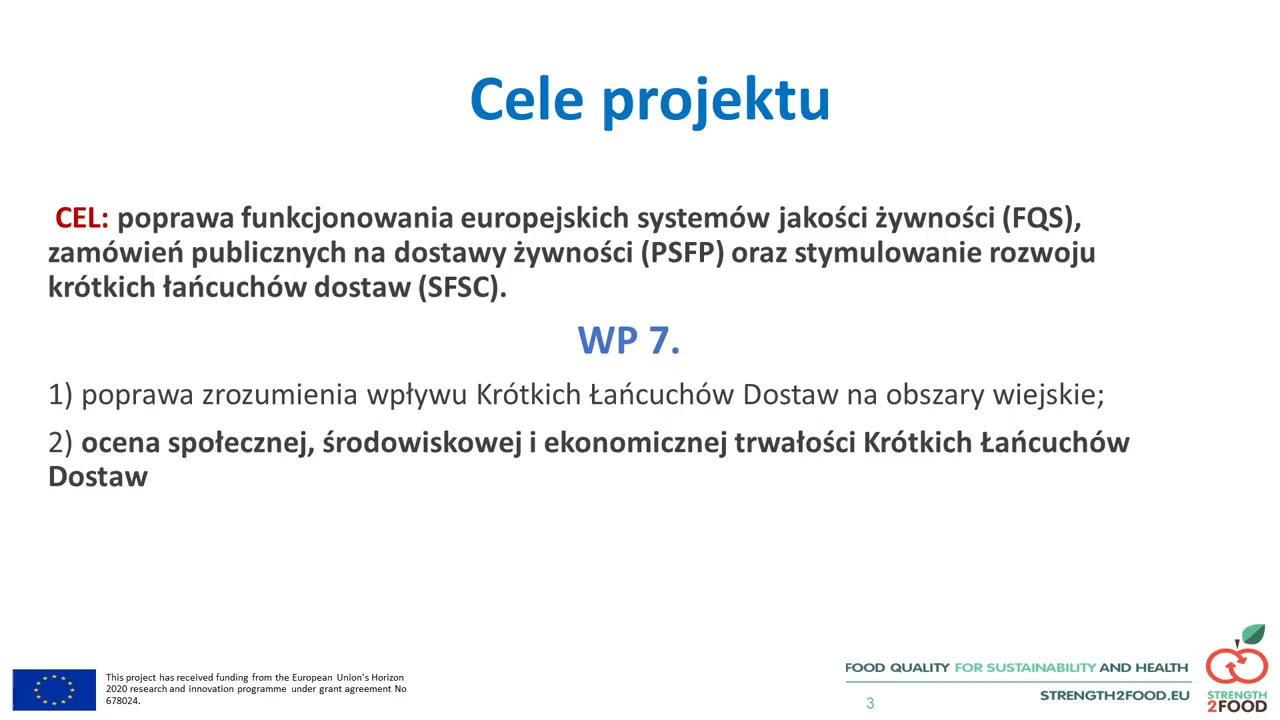 Cele projektu
CEL: poprawa funkcjonowania europejskich systemów jakości żywności (FQS),
zamówień publicznych na dostawy żywności (PSFP) oraz stymulowanie rozwoju
krótkich łańcuchów dostaw (SFSC).
WP 7.
1) poprawa zrozumienia wpływu Krótkich Łańcuchów Dostaw na obszary wiejskie;
2) ocena społecznej, środowiskowej i ekonomicznej trwałości Krótkich Łańcuchów
Dostaw
This project has received funding from the European Union's Horizon
2020 research and innovation programme under grant agreement No
678024.
FOOD QUALITY FOR SUSTAINABILITY AND HEALTH
STRENGTH2FOOD.EU
3
STRENGTH
2FOOD